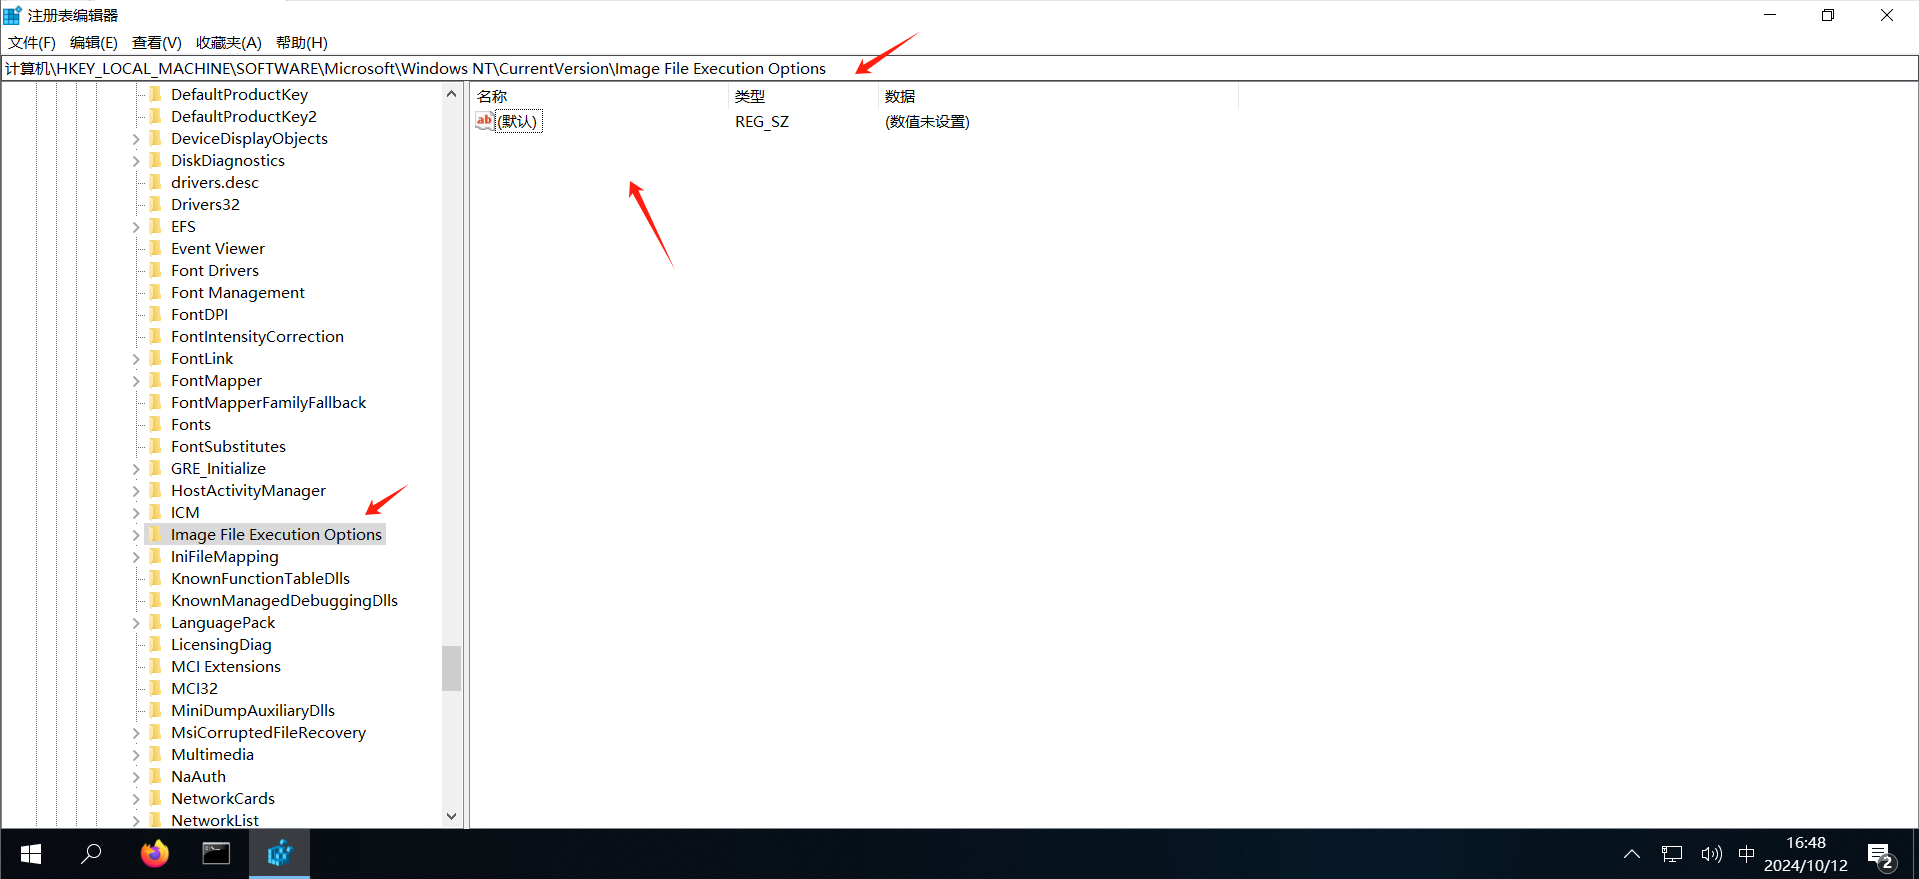 注册表编辑器
文件(F) 编辑(E) 查看(V) 收藏夹(A) 帮助(H)
计算机\HKEY_LOCAL_MACHINE\SOFTWARE\Microsoft\Windows NT\CurrentVersion\Image File Execution Options
DefaultProductKey
DefaultProductKey2
DeviceDisplayObjects
DiskDiagnostics
drivers.desc
Drivers32
EFS
Event Viewer
Font Drivers
Font Management
FontDPI
FontIntensityCorrection
FontLink
FontMapper
FontMapperFamilyFallback
Fonts
FontSubstitutes
GRE_Initialize
HostActivityManager
ICM
Image File Execution Options
IniFileMapping
KnownFunctionTableDlls
KnownManagedDebuggingDlls
LanguagePack
LicensingDiag
MCI Extensions
MCI32
MiniDumpAuxiliaryDlls
MsiCorruptedFileRecovery
Multimedia
NaAuth
NetworkCards
NetworkList
名称 类型 数据
ab (默认) REG_SZ (数值未设置)
中
16:48
2024/10/12
2